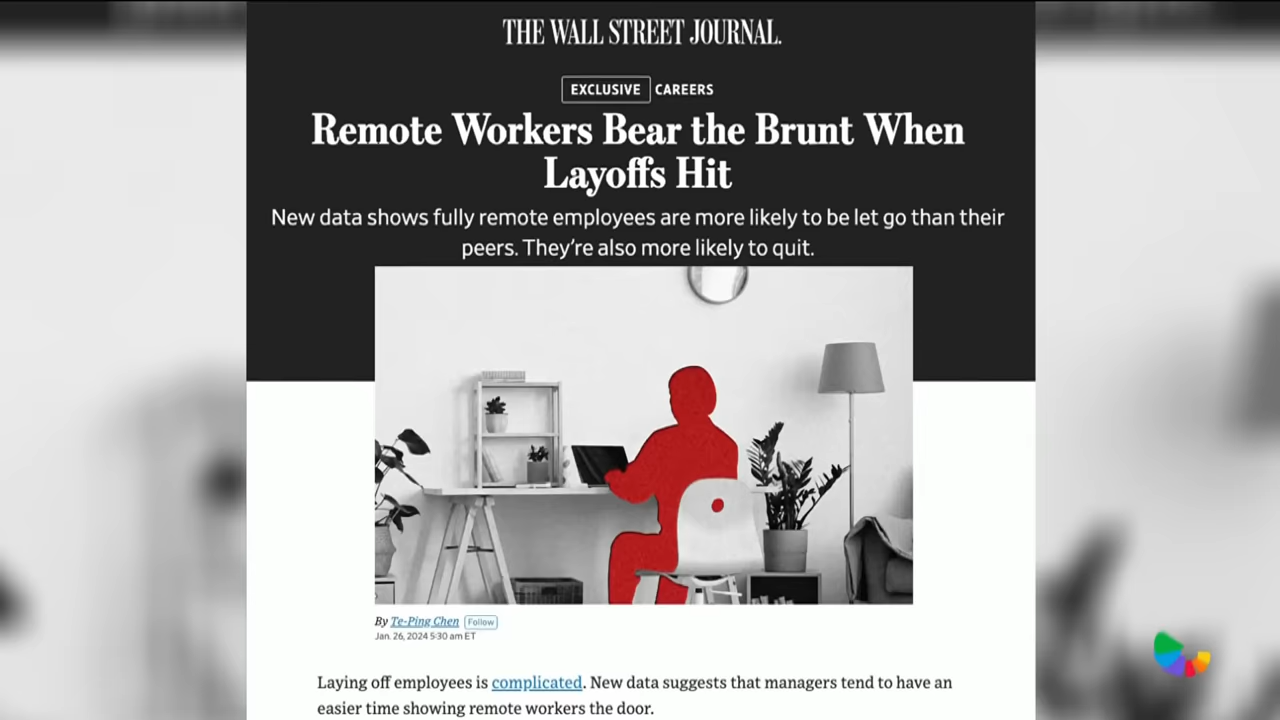 THE WALL STREET JOURNAL.
EXCLUSIVE CAREERS
Remote Workers Bear the Brunt When
Layoffs Hit
New data shows fully remote employees are more likely to be let go than their
peers. They’re also more likely to quit.
By Te-Ping Chen Follow
Jan. 26, 2024 5:30 am ET
Laying off employees is complicated. New data suggests that managers tend to have an
easier time showing remote workers the door.